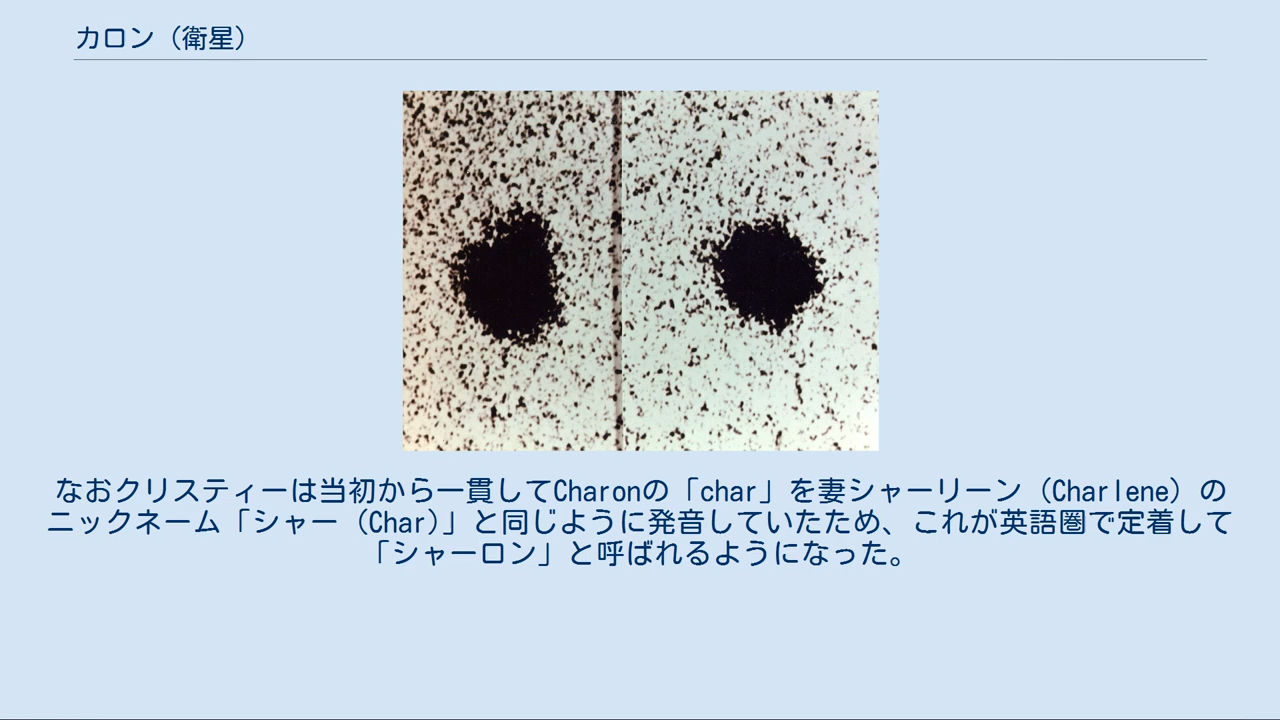 カロン（衛星）
なおクリスティーは当初から一貫してCharonの「char」を妻シャーリーン（Charlene）の
ニックネーム「シャー（Char)」と同じように発音していたため、これが英語圏で定着して
「シャーロン」と呼ばれるようになった。